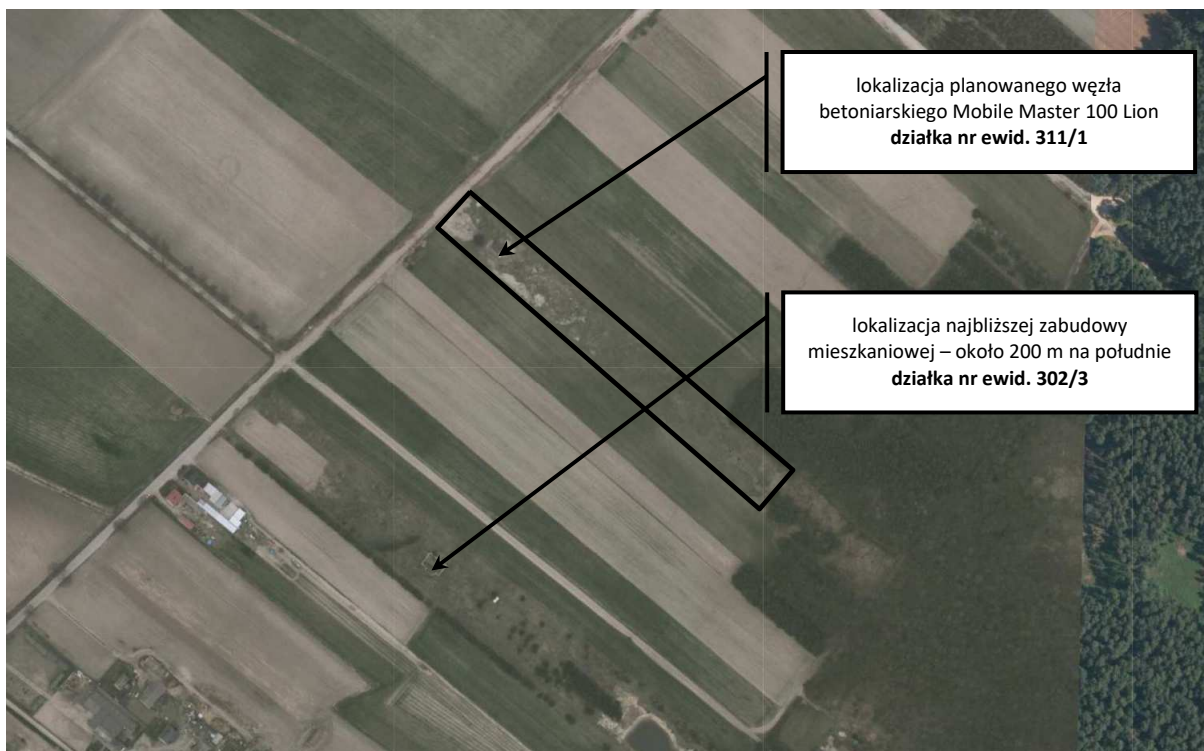 lokalizacja planowanego węzła
betoniarskiego Mobile Master 100 Lion
działka nr ewid. 311/1
lokalizacja najbliższej zabudowy
mieszkaniowej – około 200 m na południe
działka nr ewid. 302/3